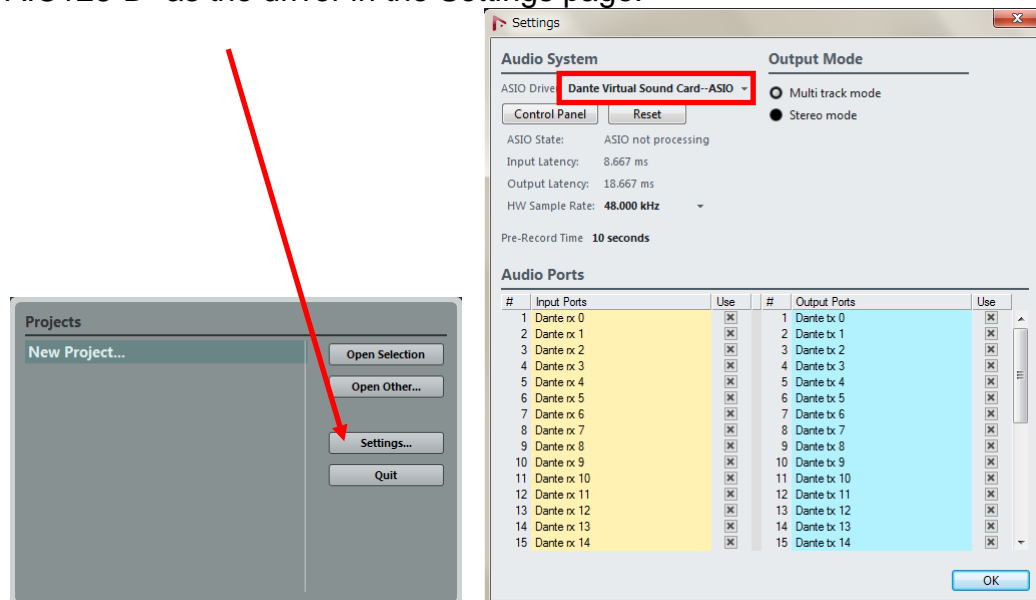 as the driver in the Settings page.
Projects
New Project...
Open Selection
Open Other...
Settings...
Quit
Settings
Audio System
Output Mode
ASIO Driver Dante Virtual Sound Card--ASIO
Multi track mode
Control Panel
Reset
Stereo mode
ASIO State: ASIO not processing
Input Latency: 8.667 ms
Output Latency: 18.667 ms
HW Sample Rate: 48.000 kHz
Pre-Record Time 10 seconds
Audio Ports
# Input Ports Use # Output Ports Use
1 Dante rx 0 1 Dante tx 0
2 Dante rx 1 2 Dante tx 1
3 Dante rx 2 3 Dante tx 2
4 Dante rx 3 4 Dante tx 3
5 Dante rx 4 5 Dante tx 4
6 Dante rx 5 6 Dante tx 5
7 Dante rx 6 7 Dante tx 6
8 Dante rx 7 8 Dante tx 7
9 Dante rx 8 9 Dante tx 8
10 Dante rx 9 10 Dante tx 9
11 Dante rx 10 11 Dante tx 10
12 Dante rx 11 12 Dante tx 11
13 Dante rx 12 13 Dante tx 12
14 Dante rx 13 14 Dante tx 13
15 Dante rx 14 15 Dante tx 14
OK